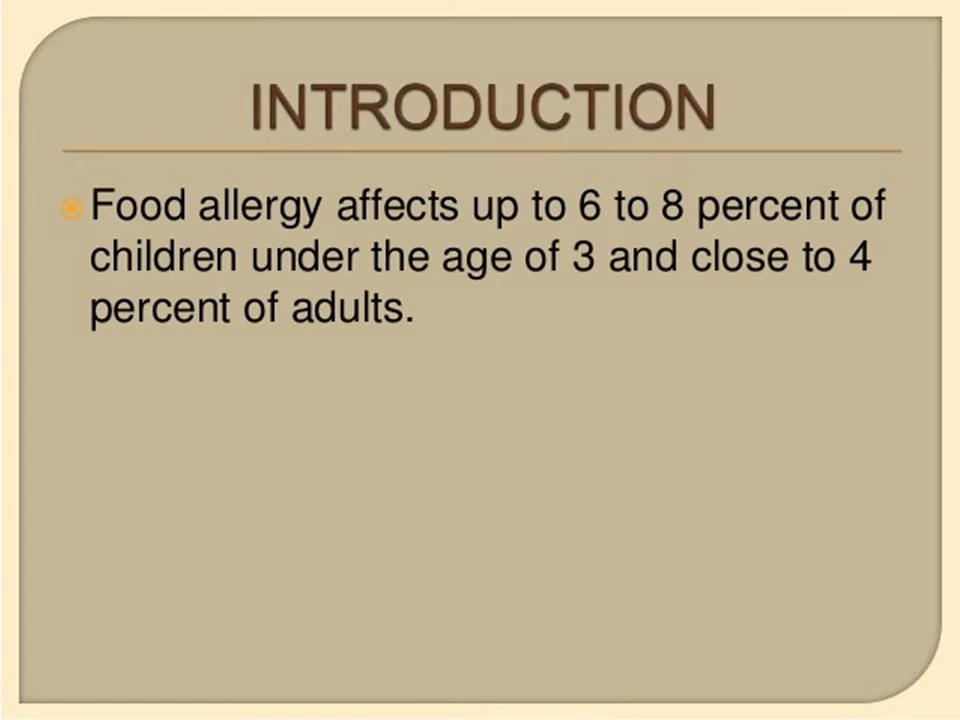 INTRODUCTION
Food allergy affects up to 6 to 8 percent of
children under the age of 3 and close to 4
percent of adults.